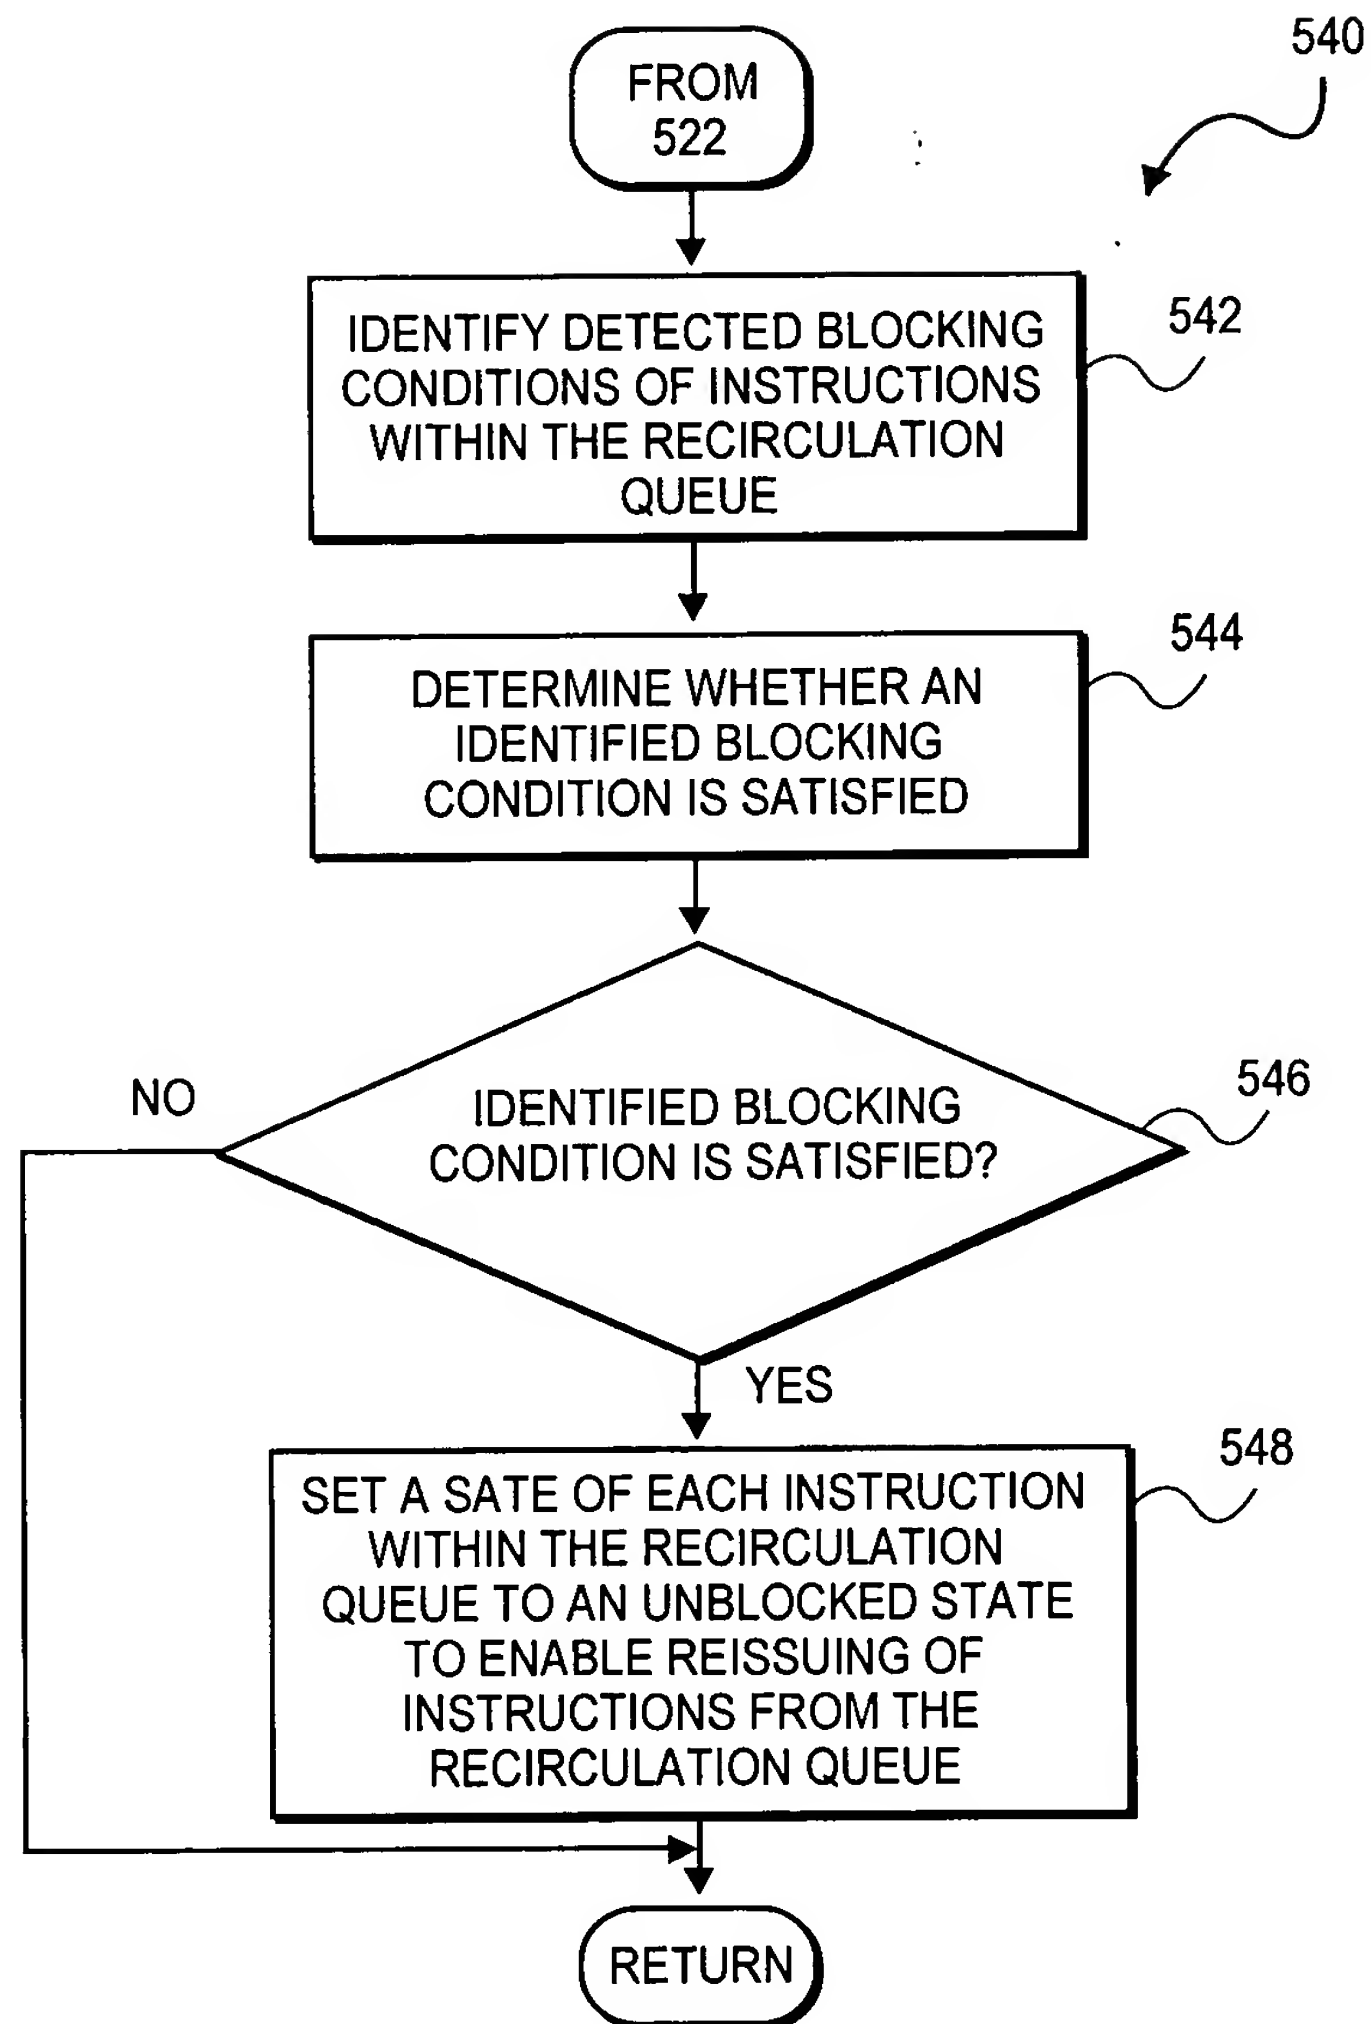 540
FROM
522
IDENTIFY DETECTED BLOCKING
CONDITIONS OF INSTRUCTIONS
WITHIN THE RECIRCULATION
QUEUE
542
DETERMINE WHETHER AN
IDENTIFIED BLOCKING
CONDITION IS SATISFIED
544
NO
IDENTIFIED BLOCKING
CONDITION IS SATISFIED?
546
YES
SET A SATE OF EACH INSTRUCTION
WITHIN THE RECIRCULATION
QUEUE TO AN UNBLOCKED STATE
TO ENABLE REISSUING OF
INSTRUCTIONS FROM THE
RECIRCULATION QUEUE
548
RETURN